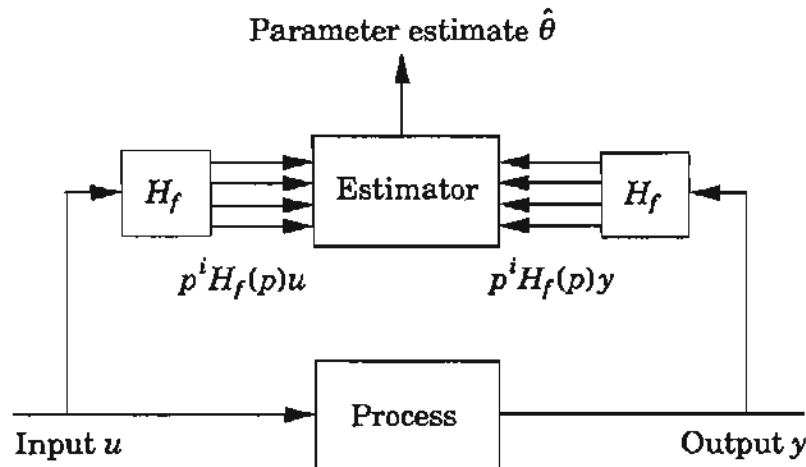 Parameter estimate θ̂
H_f
Estimator
H_f
p^i H_f(p)u
p^i H_f(p)y
Process
Input u
Output y